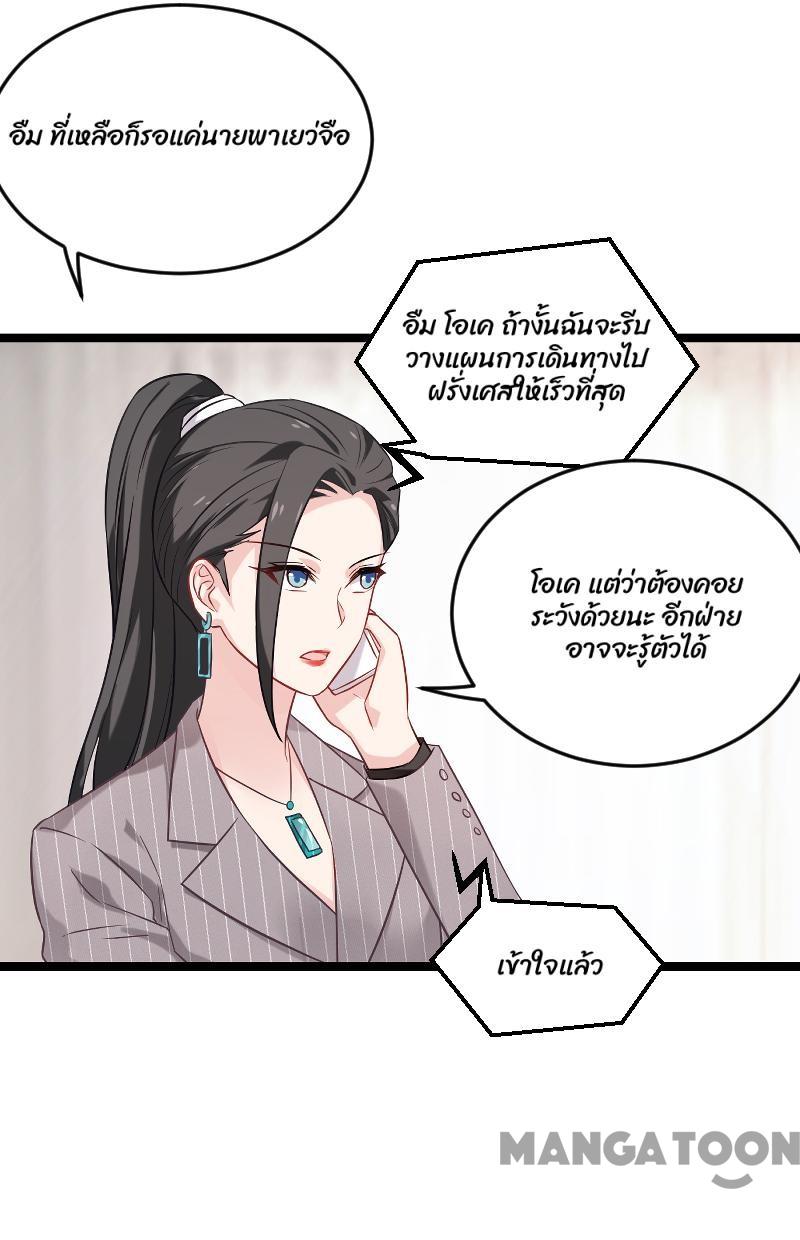 อืม ที่เหลือก็รอแค่นายพาเยว่จือ
อืม โอเค ถ้างั้นฉันจะรีบ
วางแผนการเดินทางไป
ฝรั่งเศสให้เร็วที่สุด
โอเค แต่ว่าต้องคอย
ระวังด้วยนะ อีกฝ่าย
อาจจะรู้ตัวได้
เข้าใจแล้ว
MANGATOON